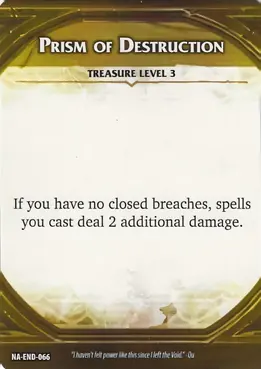 PRISM OF DESTRUCTION
TREASURE LEVEL 3
If you have no closed breaches, spells
you cast deal 2 additional damage.
NA-END-066
"I haven't felt power like this since I left the Void." - Qu